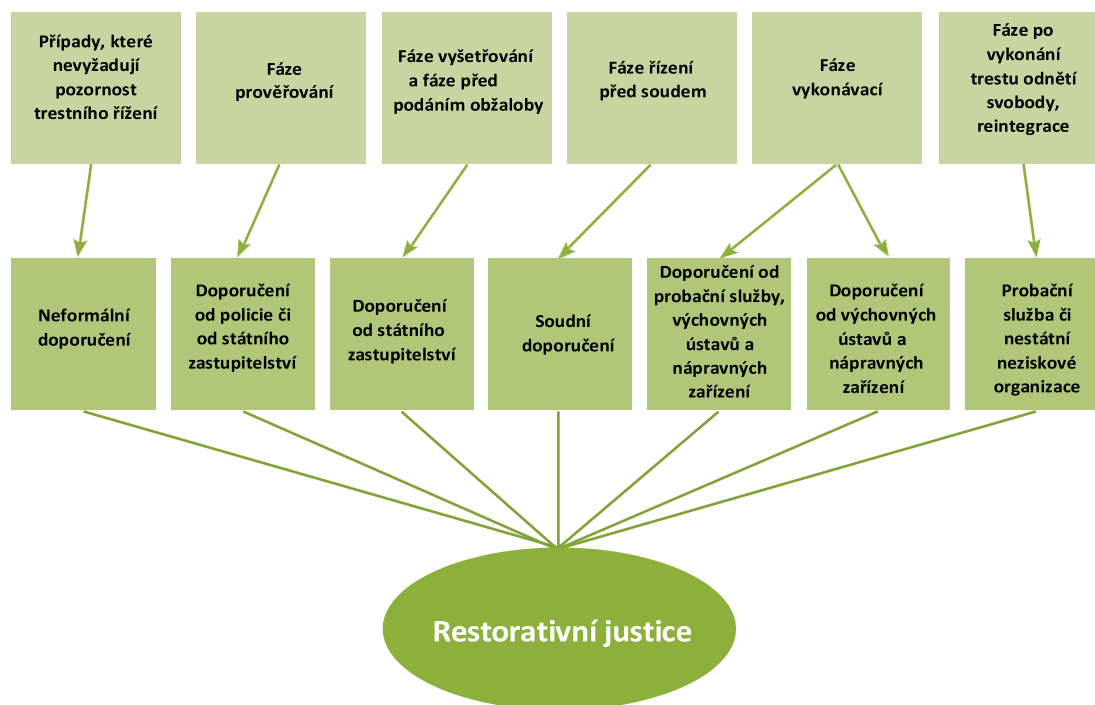 Případy, které
nevyžadují
pozornost
trestního řížení
Fáze
prověřování
Fáze vyšetřování
a fáze před
podáním obžaloby
Fáze řízení
před soudem
Fáze
vykonávací
Fáze po
vykonání
trestu odnětí
svobody,
reintegrace
Neformální
doporučení
Doporučení
od policie či
od státního
zastupitelství
Doporučení
od státního
zastupitelství
Soudní
doporučení
Doporučení od
probační služby,
výchovných
ústavů a
nápravných
zařízení
Doporučení
od výchovných
ústavů a
nápravných
zařízení
Probační
služba či
nestátní
neziskové
organizace
Restorativní justice